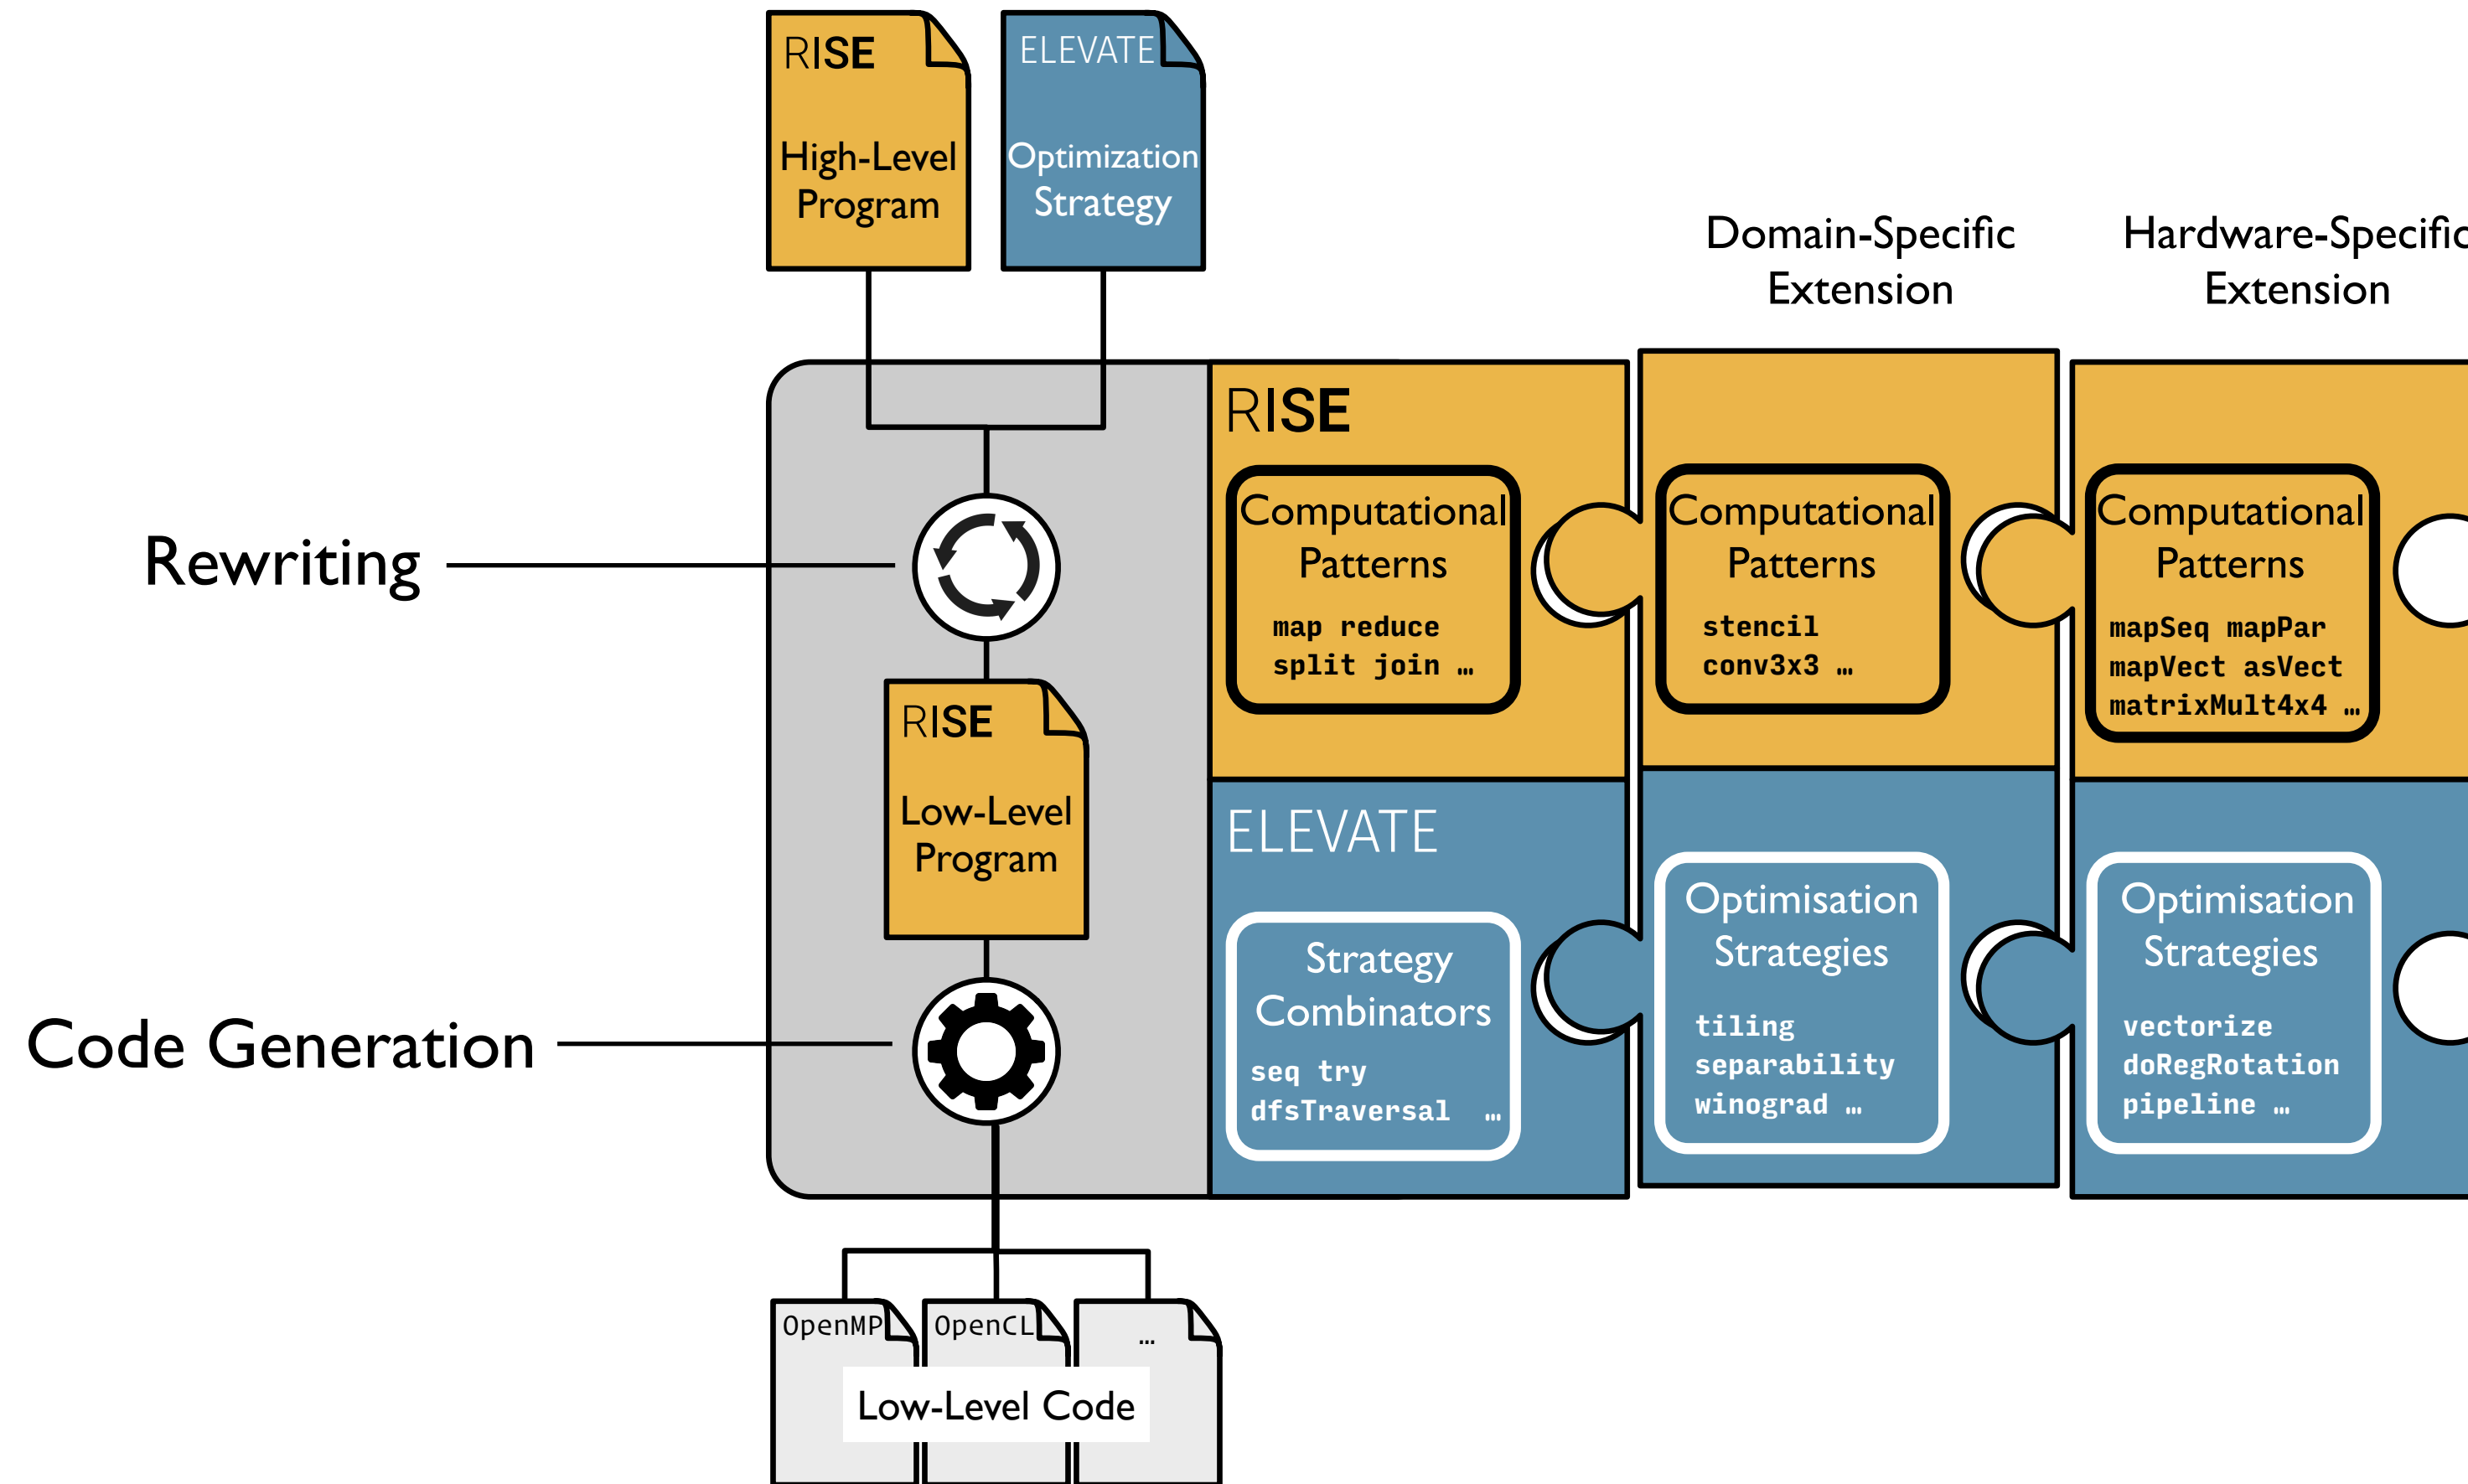 RISE
High-Level
Program
ELEVATE
Optimization
Strategy
Domain-Specific
Extension
Hardware-Specific
Extension
Rewriting
Code Generation
RISE
Low-Level
Program
RISE
Computational
Patterns
map reduce
split join …
Computational
Patterns
stencil
conv3x3 …
Computational
Patterns
mapSeq mapPar
mapVect asVect
matrixMult4x4 …
ELEVATE
Strategy
Combinators
seq try
dfsTraversal …
Optimisation
Strategies
tiling
separability
winograd …
Optimisation
Strategies
vectorize
doRegRotation
pipeline …
OpenMP
OpenCL
…
Low-Level Code